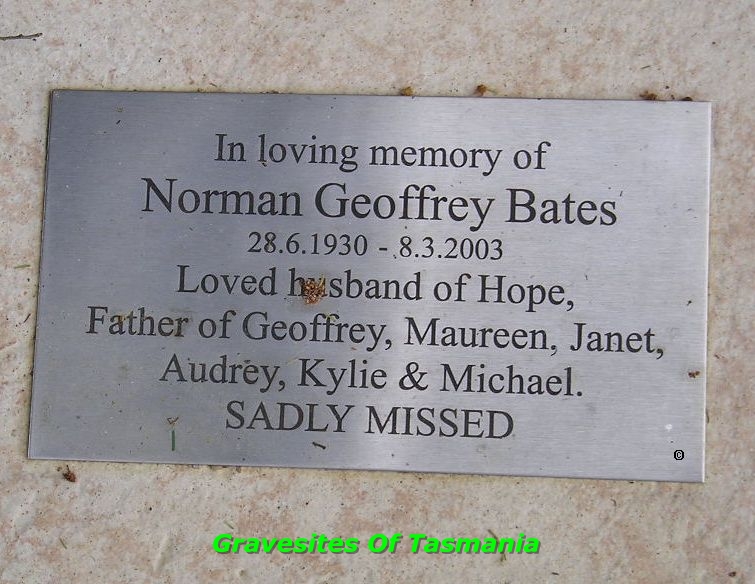 In loving memory of
Norman Geoffrey Bates
28.6.1930 - 8.3.2003
Loved husband of Hope,
Father of Geoffrey, Maureen, Janet,
Audrey, Kylie & Michael.
SADLY MISSED
©
Gravesites Of Tasmania